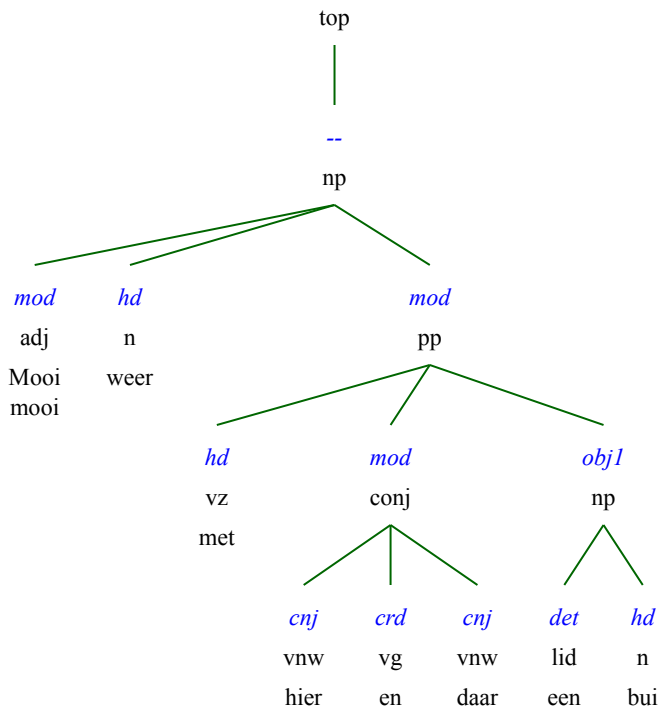 top
--
np
mod hd mod
adj n pp
Mooi weer
mooi
hd mod obj1
vz conj np
met
cnj crd cnj det hd
vnw vg vnw lid n
hier en daar een bui